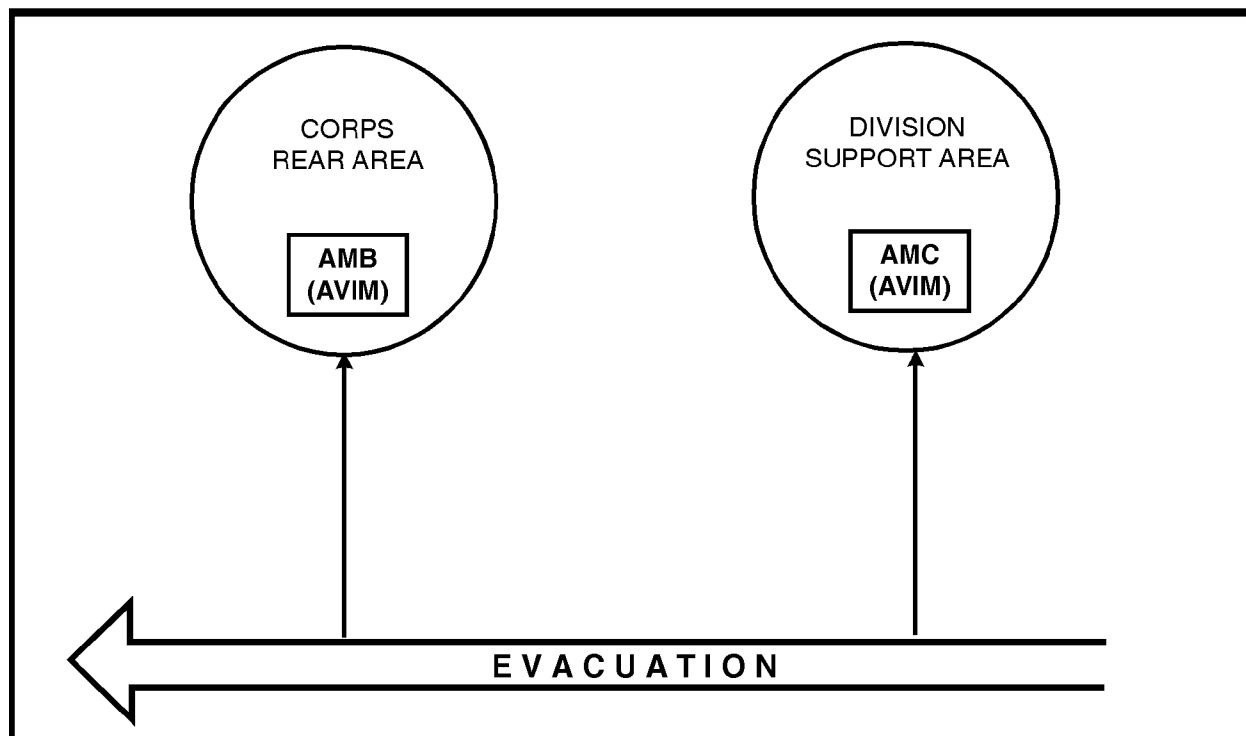 CORPS
REAR AREA
AMB
(AVIM)
DIVISION
SUPPORT AREA
AMC
(AVIM)
EVACUATION